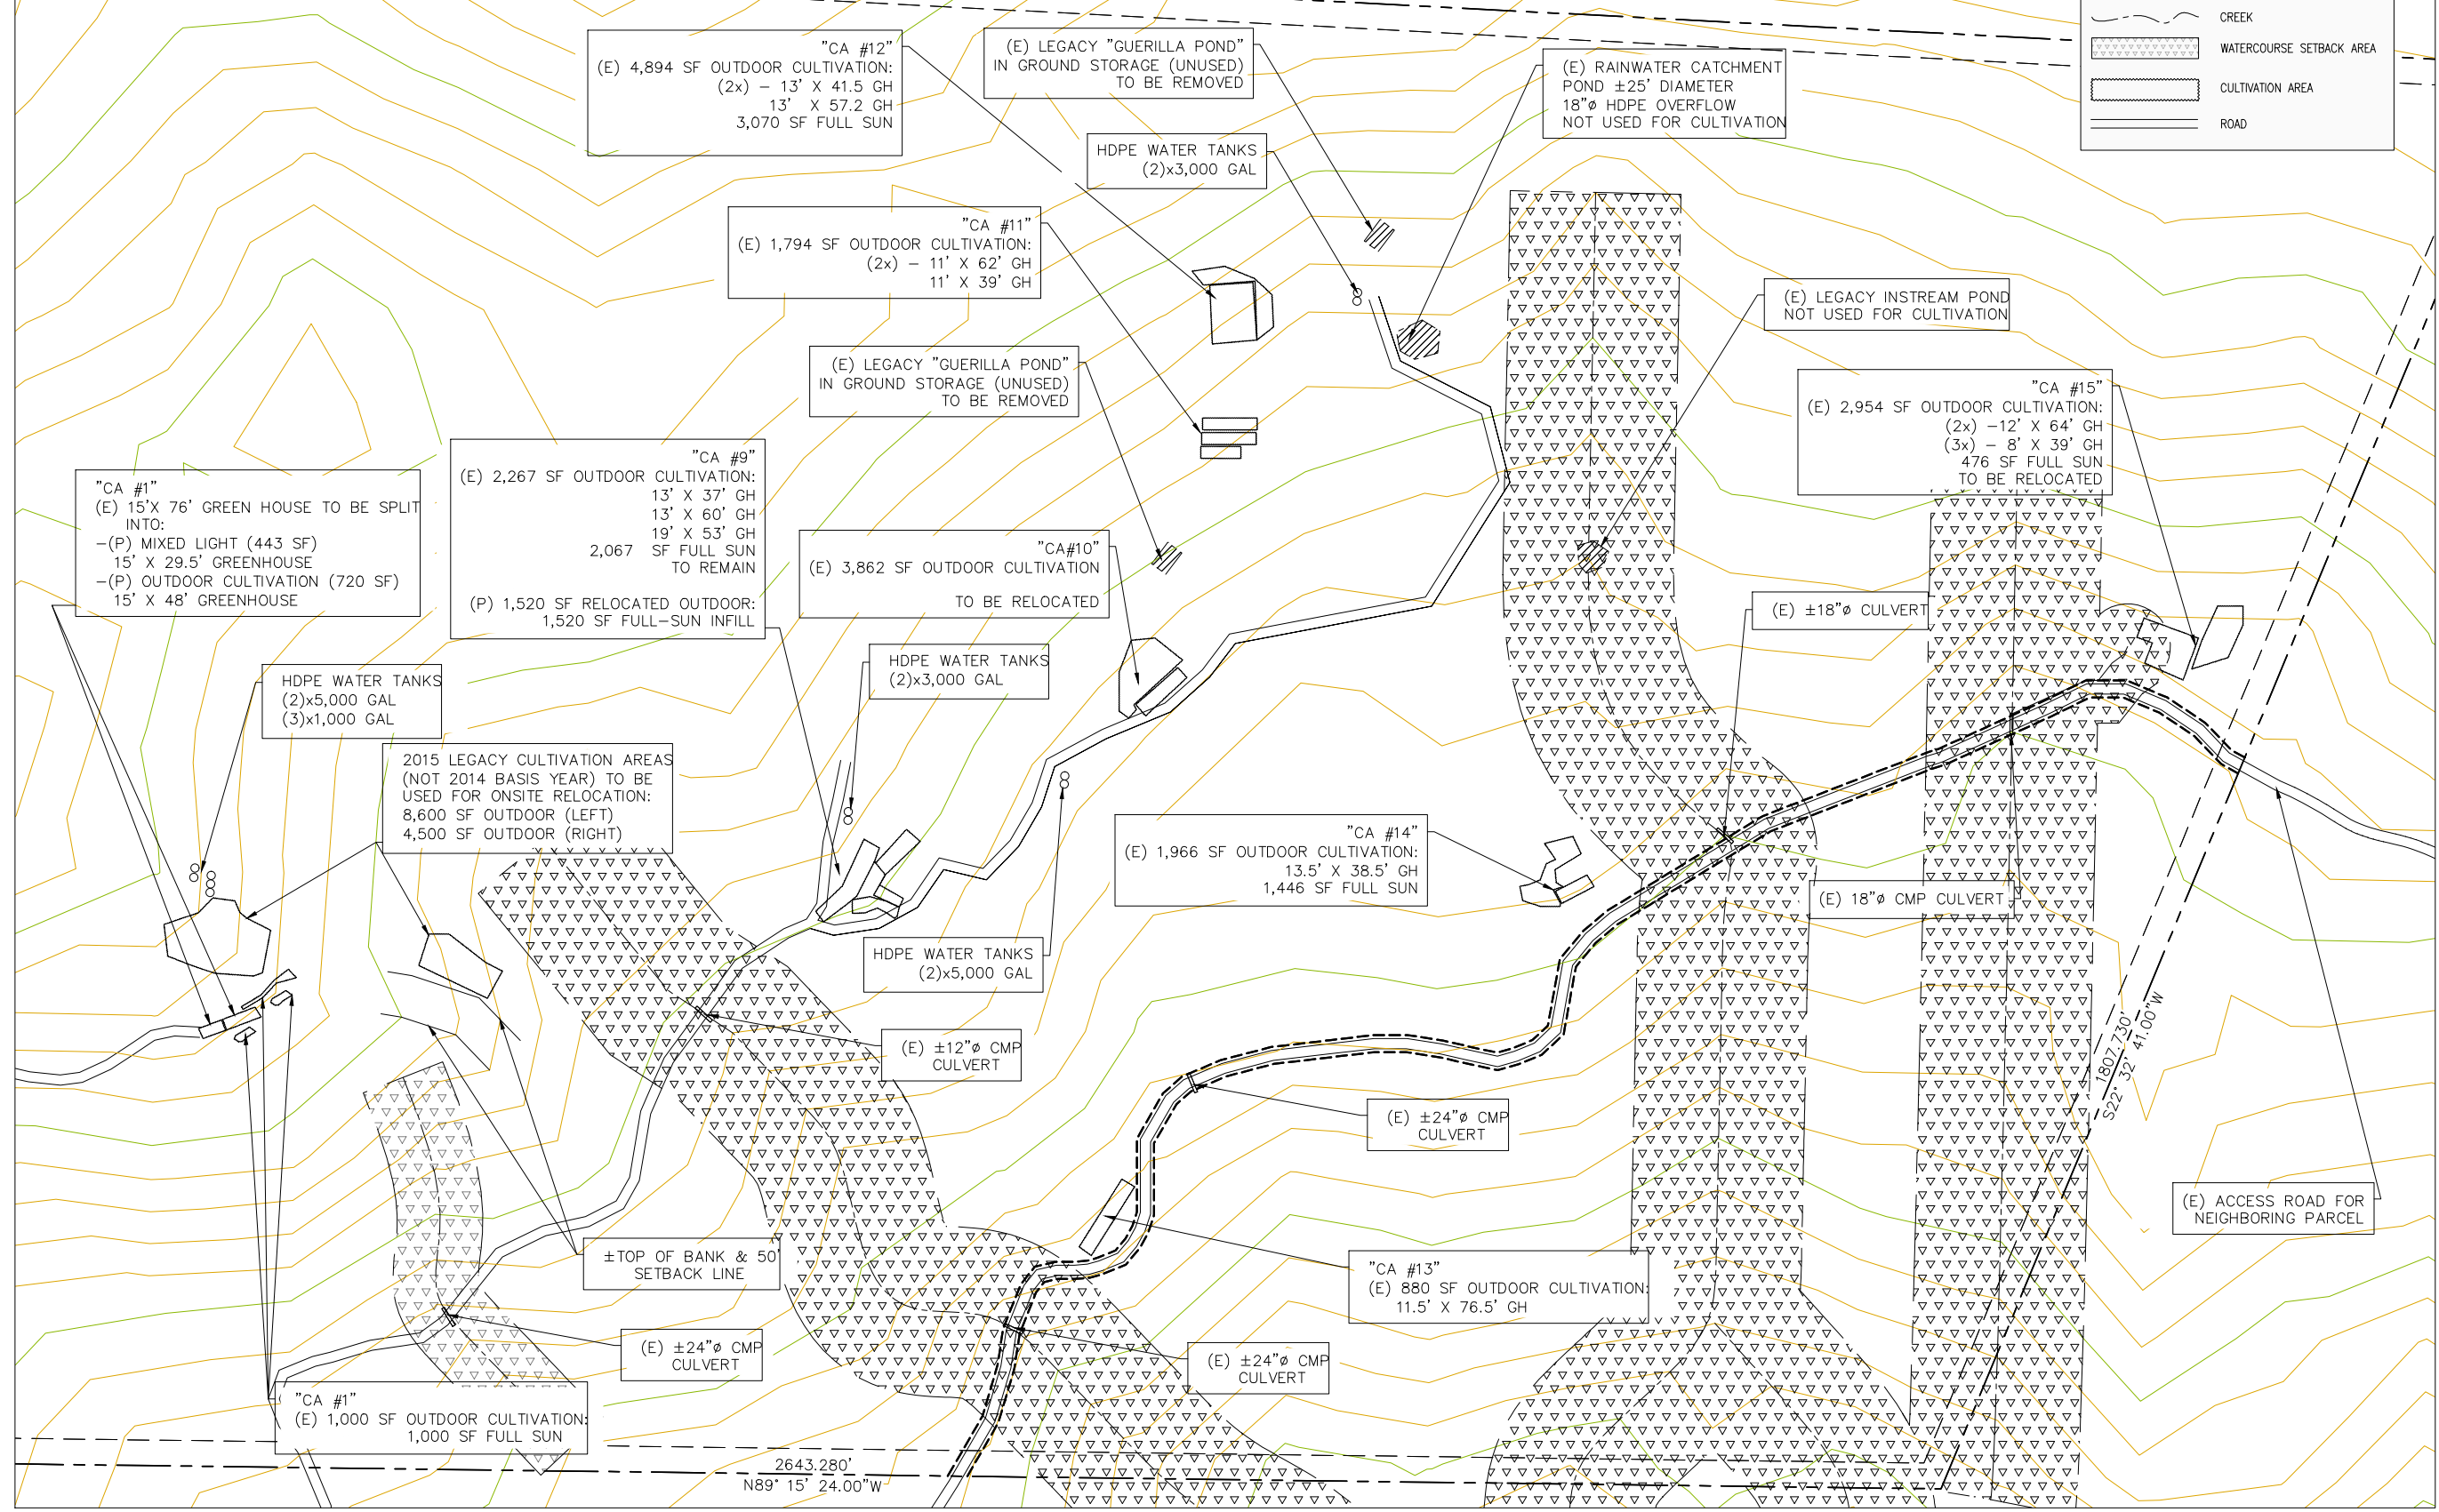 CREEK
WATERCOURSE SETBACK AREA
CULTIVATION AREA
ROAD
"CA #12"
(E) 4,894 SF OUTDOOR CULTIVATION:
(2x) – 13' X 41.5 GH
13' X 57.2 GH
3,070 SF FULL SUN
(E) LEGACY "GUERILLA POND"
IN GROUND STORAGE (UNUSED)
TO BE REMOVED
(E) RAINWATER CATCHMENT
POND ±25' DIAMETER
18"ø HDPE OVERFLOW
NOT USED FOR CULTIVATION
HDPE WATER TANKS
(2)x3,000 GAL
"CA #11"
(E) 1,794 SF OUTDOOR CULTIVATION:
(2x) – 11' X 62' GH
11' X 39' GH
(E) LEGACY INSTREAM POND
NOT USED FOR CULTIVATION
(E) LEGACY "GUERILLA POND"
IN GROUND STORAGE (UNUSED)
TO BE REMOVED
"CA #15"
(E) 2,954 SF OUTDOOR CULTIVATION:
(2x) –12' X 64' GH
(3x) – 8' X 39' GH
476 SF FULL SUN
TO BE RELOCATED
"CA #9"
(E) 2,267 SF OUTDOOR CULTIVATION:
13' X 37' GH
13' X 60' GH
19' X 53' GH
2,067 SF FULL SUN
TO REMAIN
(P) 1,520 SF RELOCATED OUTDOOR:
1,520 SF FULL–SUN INFILL
"CA #1"
(E) 15'X 76' GREEN HOUSE TO BE SPLIT
INTO:
–(P) MIXED LIGHT (443 SF)
15' X 29.5' GREENHOUSE
–(P) OUTDOOR CULTIVATION (720 SF)
15' X 48' GREENHOUSE
"CA#10"
(E) 3,862 SF OUTDOOR CULTIVATION
TO BE RELOCATED
(E) ±18"ø CULVERT
HDPE WATER TANKS
(2)x3,000 GAL
HDPE WATER TANKS
(2)x5,000 GAL
(3)x1,000 GAL
2015 LEGACY CULTIVATION AREAS
(NOT 2014 BASIS YEAR) TO BE
USED FOR ONSITE RELOCATION:
8,600 SF OUTDOOR (LEFT)
4,500 SF OUTDOOR (RIGHT)
"CA #14"
(E) 1,966 SF OUTDOOR CULTIVATION:
13.5' X 38.5' GH
1,446 SF FULL SUN
(E) 18"ø CMP CULVERT
HDPE WATER TANKS
(2)x5,000 GAL
(E) ±12"ø CMP
CULVERT
1807.730'
S22° 32' 41.00"W
(E) ±24"ø CMP
CULVERT
(E) ACCESS ROAD FOR
NEIGHBORING PARCEL
±TOP OF BANK & 50'
SETBACK LINE
"CA #13"
(E) 880 SF OUTDOOR CULTIVATION:
11.5' X 76.5' GH
(E) ±24"ø CMP
CULVERT
(E) ±24"ø CMP
CULVERT
"CA #1"
(E) 1,000 SF OUTDOOR CULTIVATION:
1,000 SF FULL SUN
2643.280'
N89° 15' 24.00"W